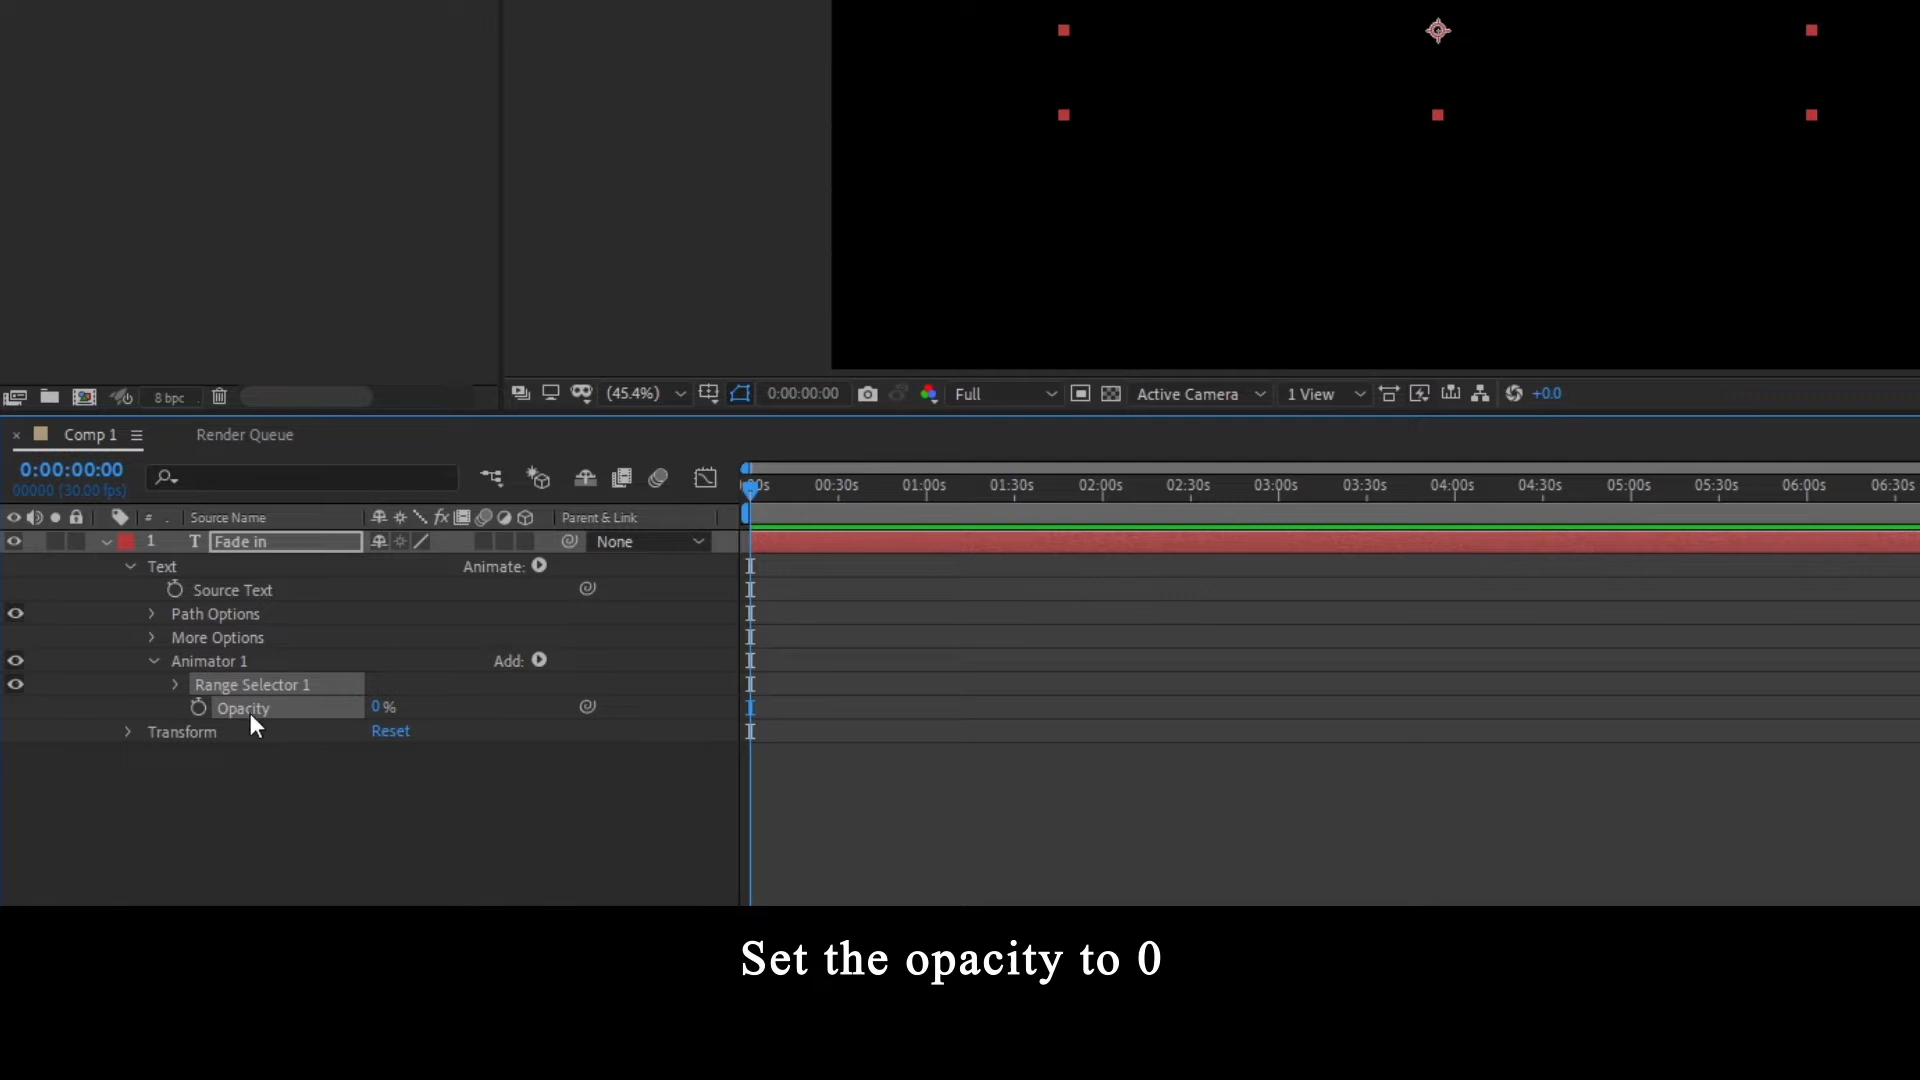 8 bpc
(45.4%) 0:00:00:00 Full Active Camera 1 View +0.0
Comp 1 Render Queue
0:00:00:00
00000 (30.00 fps)
00s 00:30s 01:00s 01:30s 02:00s 02:30s 03:00s 03:30s 04:00s 04:30s 05:00s 05:30s 06:00s 06:30s
# . Source Name fx Parent & Link
1 T Fade in None
Text Animate:
Source Text
Path Options
More Options
Animator 1 Add:
Range Selector 1
Opacity 0 %
Transform Reset
Set the opacity to 0